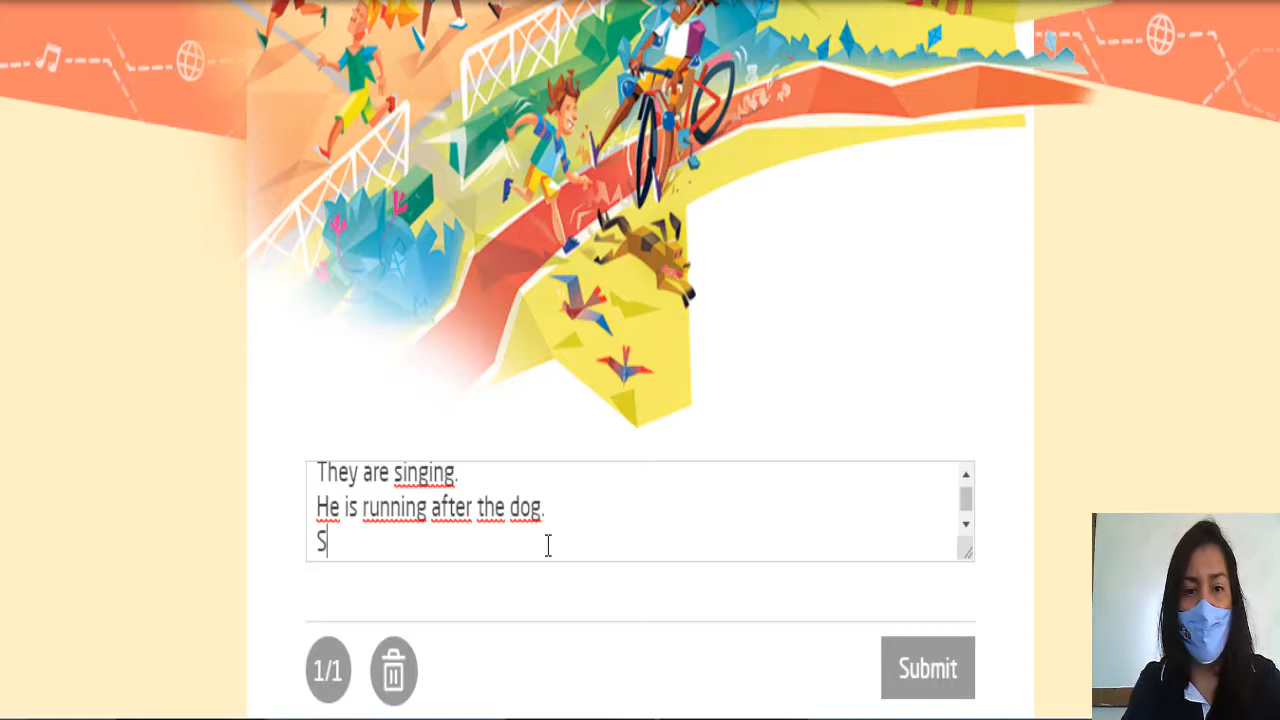 They are singing.
He is running after the dog.
S
1/1
Submit